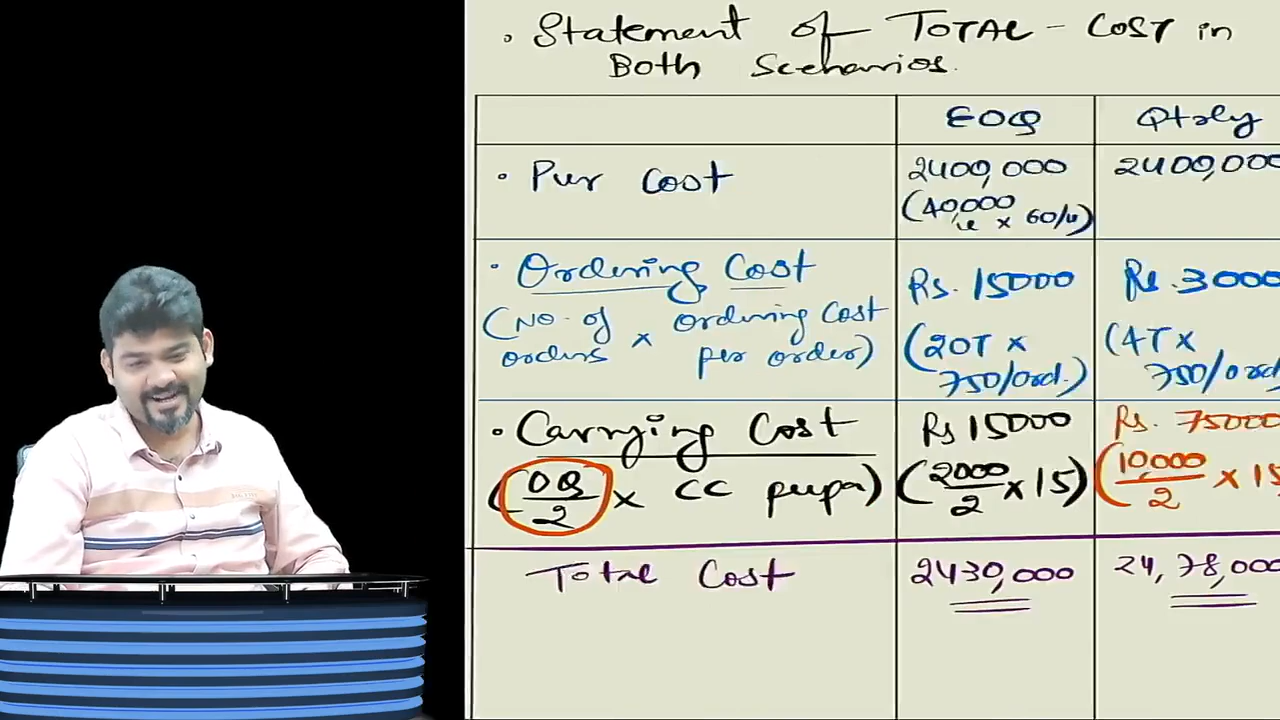 . Statement of TOTAL - COST in
Both Scenarios.
EOQ Qtrly
. Pur Cost 2400,000 2400,000
(40,000
u x 60/u)
. Ordering Cost Rs. 15000 Rs. 3000
(No. of orders x Ordering Cost per order) (20T x 750/Ord.) (4T x 750/ord
. Carrying Cost Rs 15000 Rs. 75000
(OQ/2 x CC pupa) (2000/2 x 15) (10,000/2 x 15
Total Cost 2430,000 24,78,000